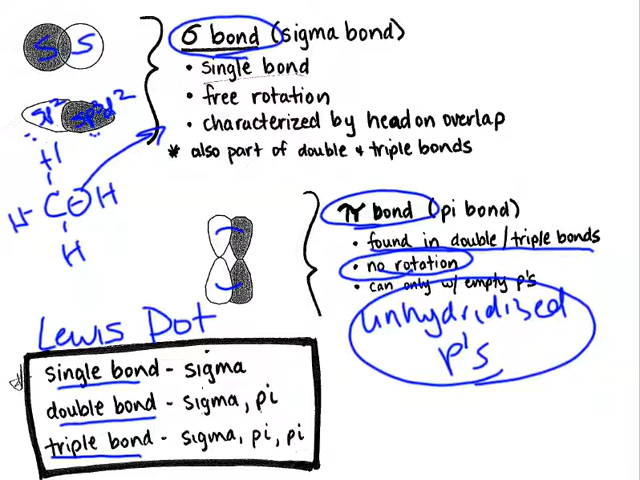 S S
σ bond (sigma bond)
• single bond
• free rotation
• characterized by head on overlap
* also part of double & triple bonds
sp² sp³d²
H
H- C H
H
π bond (pi bond)
• found in double/triple bonds
• no rotation
• can only w/ empty p's
unhydridized
p's
Lewis Dot
single bond - sigma
double bond - sigma, pi
triple bond - sigma, pi, pi